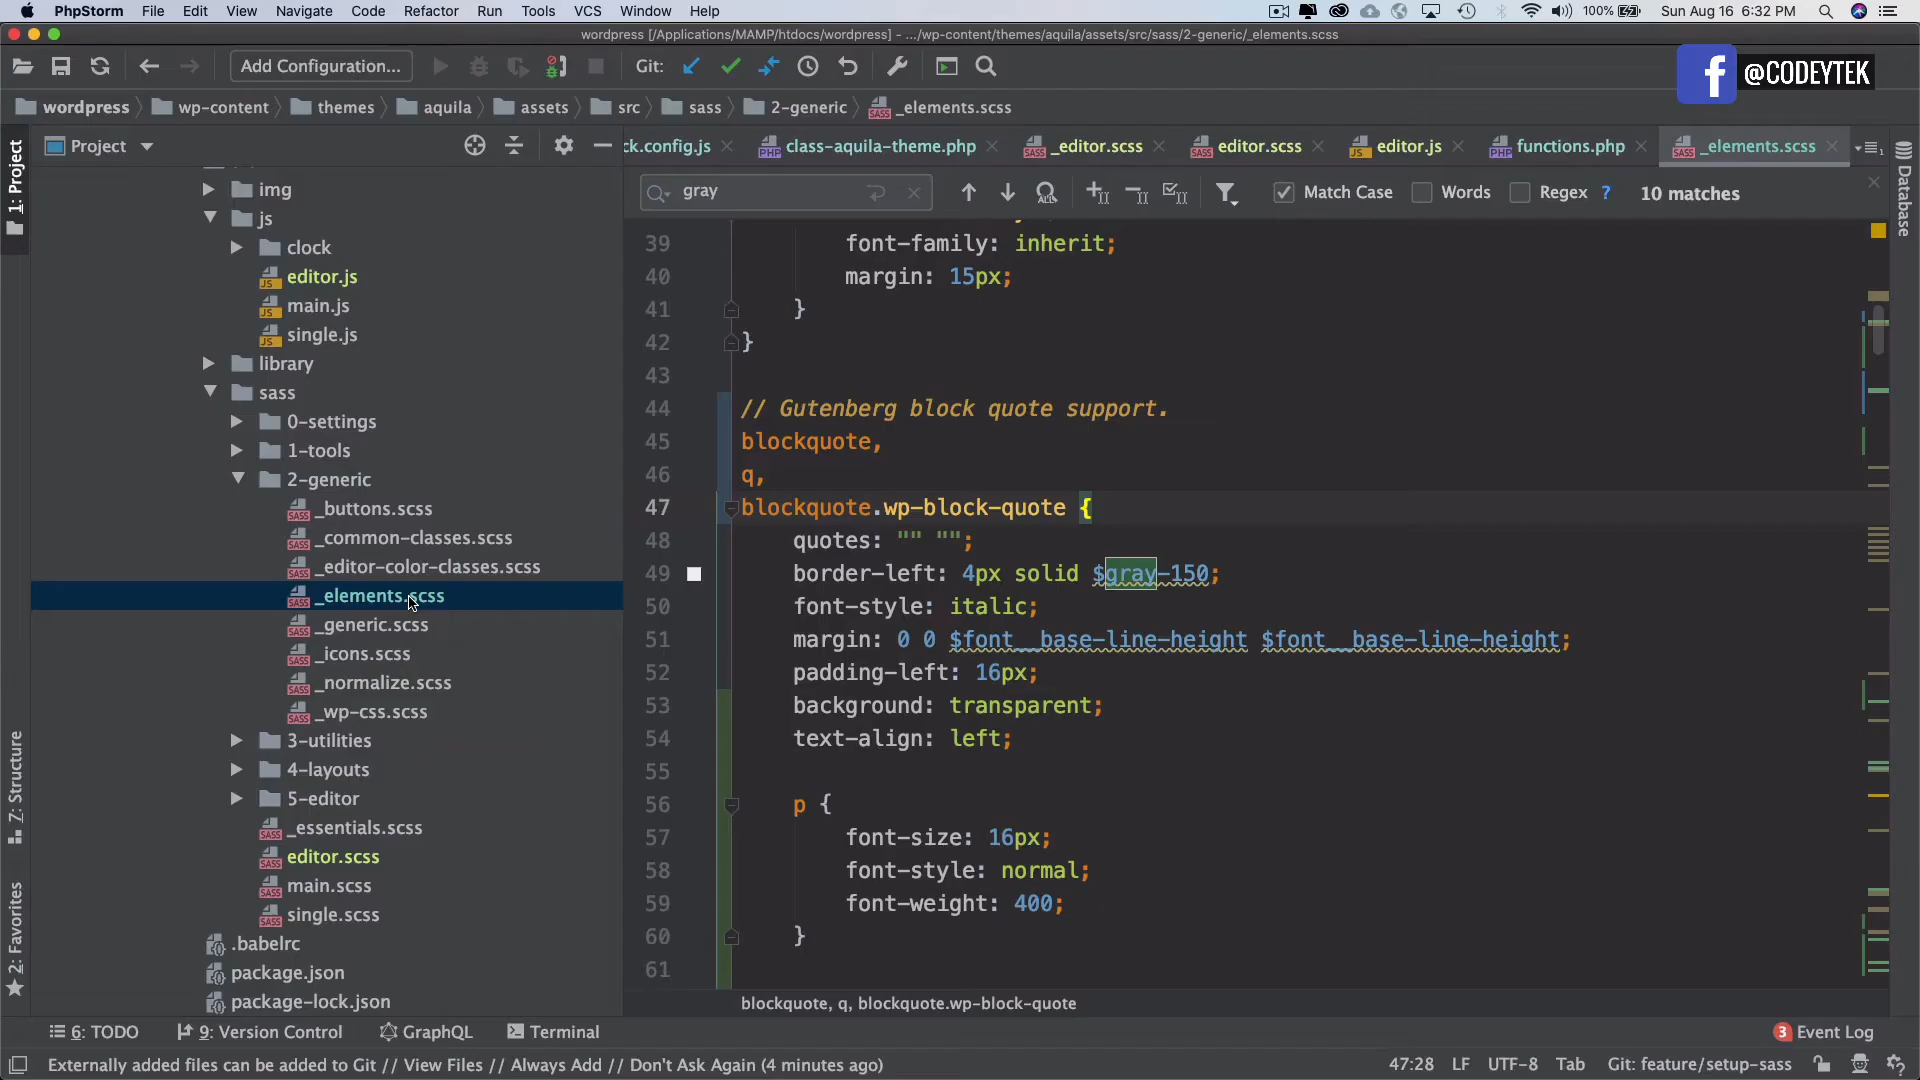 PhpStorm File Edit View Navigate Code Refactor Run Tools VCS Window Help 100% Sun Aug 16 6:32 PM
wordpress [/Applications/MAMP/htdocs/wordpress] - .../wp-content/themes/aquila/assets/src/sass/2-generic/_elements.scss
Add Configuration... Git:
f @CODEYTEK
wordpress wp-content themes aquila assets src sass 2-generic _elements.scss
1: Project
Project
ck.config.js class-aquila-theme.php _editor.scss editor.scss editor.js functions.php _elements.scss
Database
gray Match Case Words Regex ? 10 matches
img
js
clock
editor.js
main.js
single.js
library
sass
0-settings
1-tools
2-generic
_buttons.scss
_common-classes.scss
_editor-color-classes.scss
_elements.scss
_generic.scss
_icons.scss
_normalize.scss
_wp-css.scss
3-utilities
4-layouts
5-editor
_essentials.scss
editor.scss
main.scss
single.scss
.babelrc
package.json
package-lock.json
7: Structure
2: Favorites
39 font-family: inherit;
40 margin: 15px;
41 }
42 }
43
44 // Gutenberg block quote support.
45 blockquote,
46 q,
47 blockquote.wp-block-quote {
48 quotes: "" "";
49 border-left: 4px solid $gray-150;
50 font-style: italic;
51 margin: 0 0 $font__base-line-height $font__base-line-height;
52 padding-left: 16px;
53 background: transparent;
54 text-align: left;
55
56 p {
57 font-size: 16px;
58 font-style: normal;
59 font-weight: 400;
60 }
61
blockquote, q, blockquote.wp-block-quote
6: TODO 9: Version Control GraphQL Terminal 3 Event Log
Externally added files can be added to Git // View Files // Always Add // Don't Ask Again (4 minutes ago) 47:28 LF UTF-8 Tab Git: feature/setup-sass